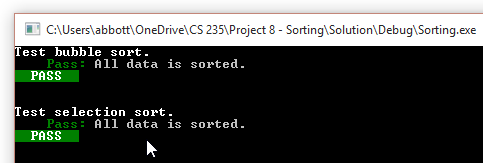 C:\Users\abbott\OneDrive\CS 235\Project 8 - Sorting\Solution\Debug\Sorting.exe
Test bubble sort.
Pass: All data is sorted.
PASS
Test selection sort.
Pass: All data is sorted.
PASS